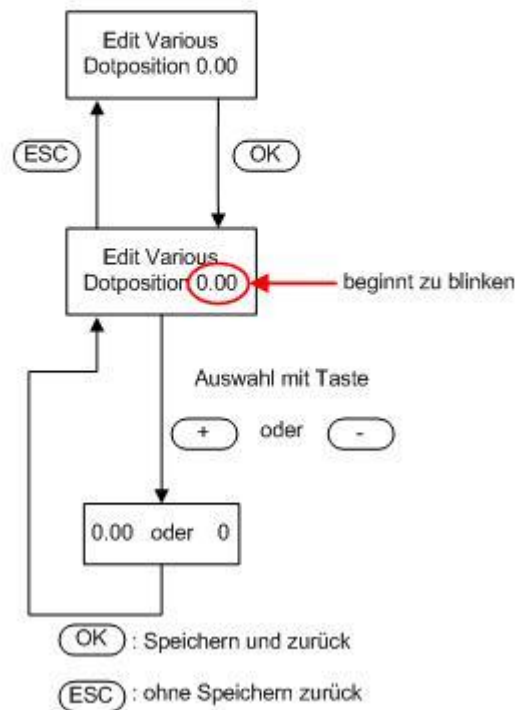 Edit Various
Dotposition 0.00
ESC
OK
Edit Various
Dotposition 0.00
beginnt zu blinken
Auswahl mit Taste
+ oder -
0.00 oder 0
OK : Speichern und zurück
ESC : ohne Speichern zurück